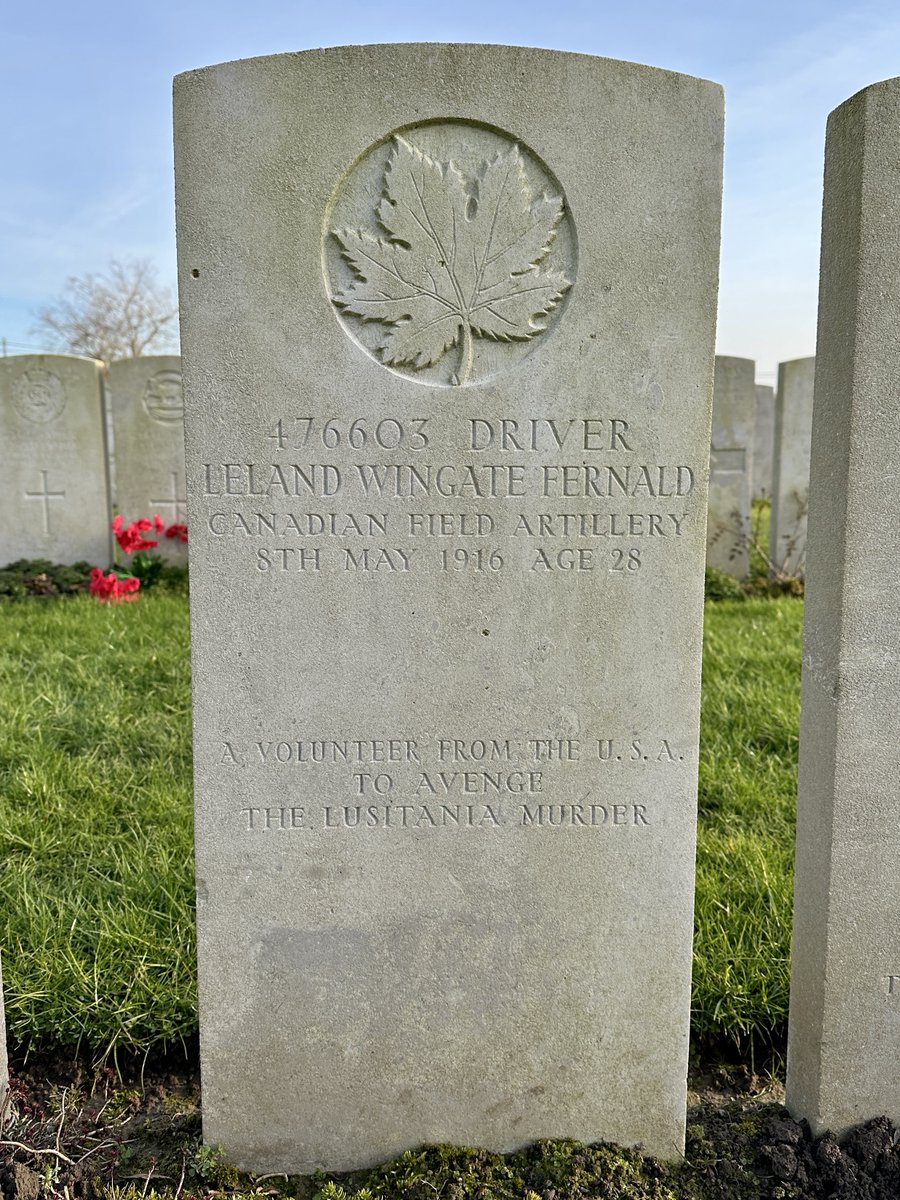 476603 DRIVER
LELAND WINGATE FERNALD
CANADIAN FIELD ARTILLERY
8TH MAY 1916 AGE 28
A VOLUNTEER FROM THE U.S.A.
TO AVENGE
THE LUSITANIA MURDER